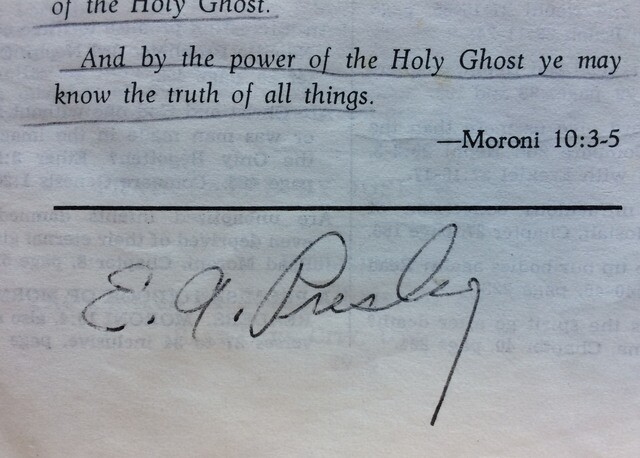 of the Holy Ghost.
And by the power of the Holy Ghost ye may
know the truth of all things.
—Moroni 10:3-5
E. A. Presley